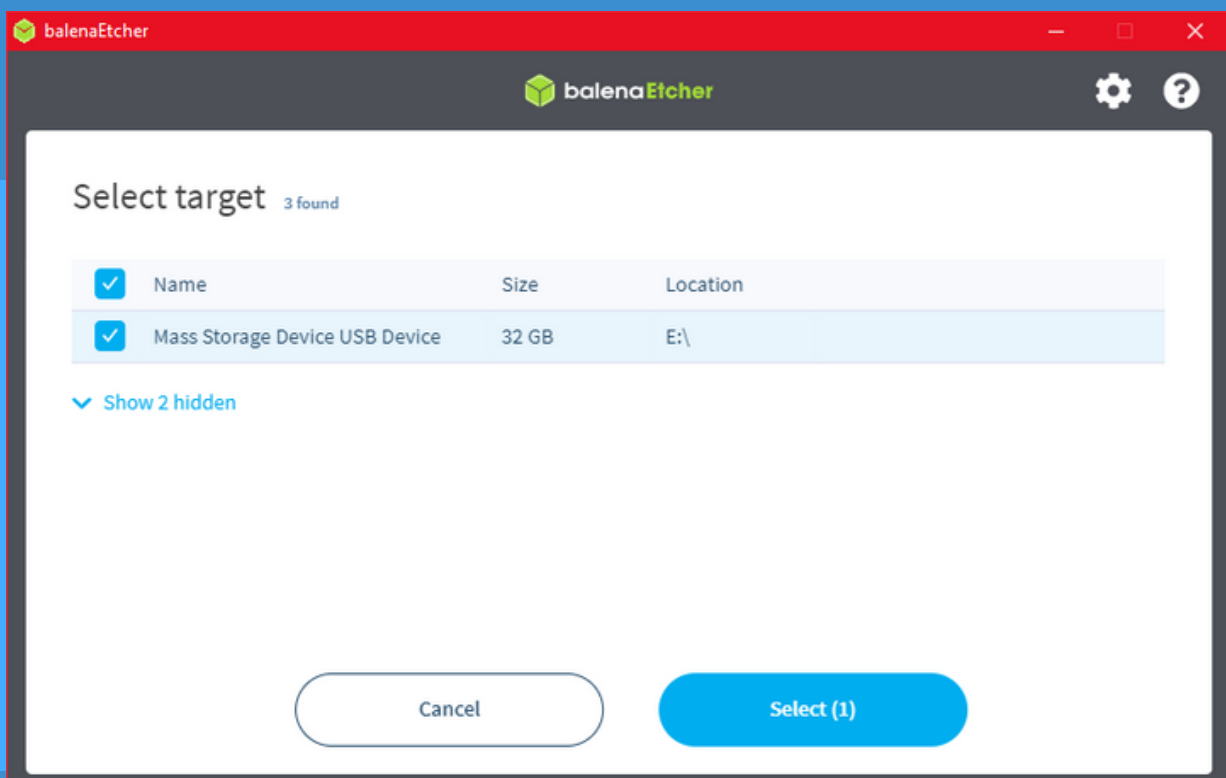 balenaEtcher
balenaEtcher
Select target 3 found
Name Size Location
Mass Storage Device USB Device 32 GB E:\
Show 2 hidden
Cancel Select (1)